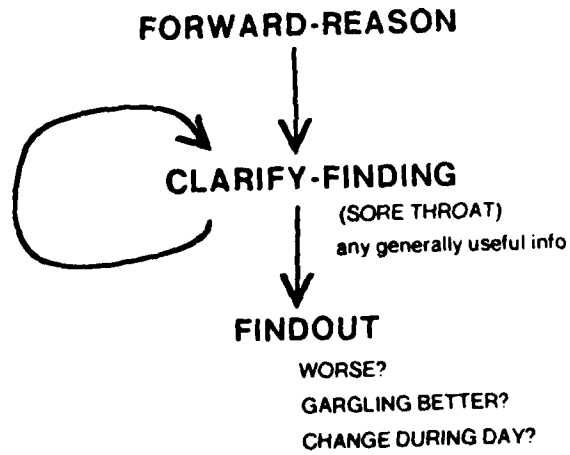 FORWARD-REASON
CLARIFY-FINDING
(SORE THROAT)
any generally useful info
FINDOUT
WORSE?
GARGLING BETTER?
CHANGE DURING DAY?